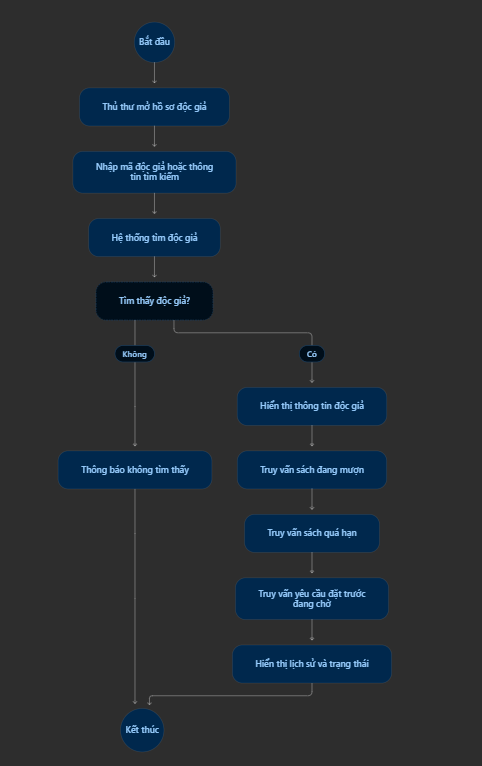 Bắt đầu
Thủ thư mở hồ sơ độc giả
Nhập mã độc giả hoặc thông
tin tìm kiếm
Hệ thống tìm độc giả
Tìm thấy độc giả?
Không
Có
Hiển thị thông tin độc giả
Thông báo không tìm thấy
Truy vấn sách đang mượn
Truy vấn sách quá hạn
Truy vấn yêu cầu đặt trước
đang chờ
Hiển thị lịch sử và trạng thái
Kết thúc